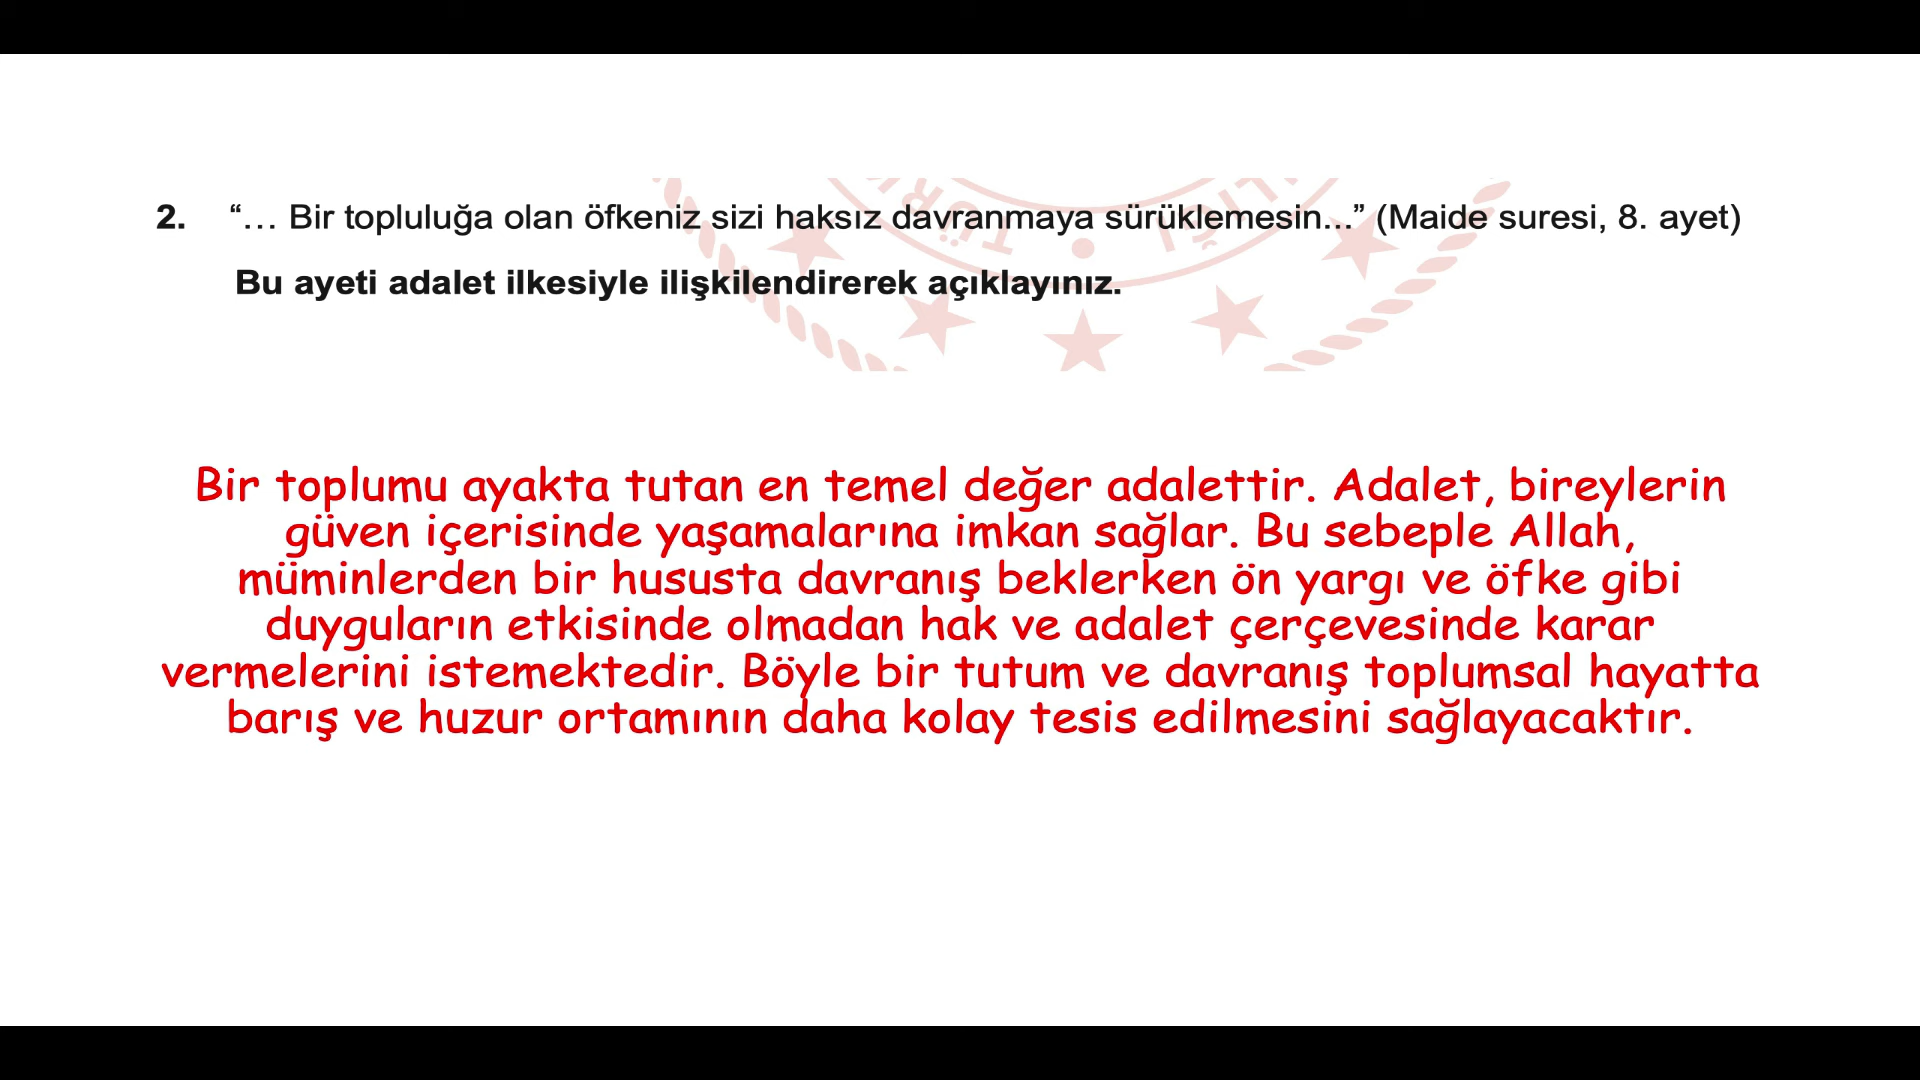 2. “... Bir topluluğa olan öfkeniz sizi haksız davranmaya sürüklemesin...” (Maide suresi, 8. ayet)
Bu ayeti adalet ilkesiyle ilişkilendirerek açıklayınız.
Bir toplumu ayakta tutan en temel değer adalettir. Adalet, bireylerin
güven içerisinde yaşamalarına imkan sağlar. Bu sebeple Allah,
müminlerden bir hususta davranış beklerken ön yargı ve öfke gibi
duyguların etkisinde olmadan hak ve adalet çerçevesinde karar
vermelerini istemektedir. Böyle bir tutum ve davranış toplumsal hayatta
barış ve huzur ortamının daha kolay tesis edilmesini sağlayacaktır.